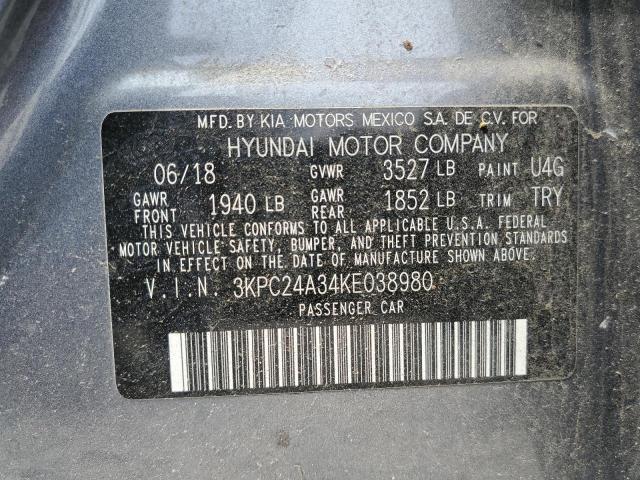 MFD. BY KIA MOTORS MEXICO S.A. DE C.V. FOR
HYUNDAI MOTOR COMPANY
06/18 GVWR 3527 LB PAINT U4G
GAWR FRONT 1940 LB GAWR REAR 1852 LB TRIM TRY
THIS VEHICLE CONFORMS TO ALL APPLICABLE U.S.A. FEDERAL
MOTOR VEHICLE SAFETY, BUMPER, AND THEFT PREVENTION STANDARDS
IN EFFECT ON THE DATE OF MANUFACTURE SHOWN ABOVE.
V.I.N. 3KPC24A34KE038980
PASSENGER CAR